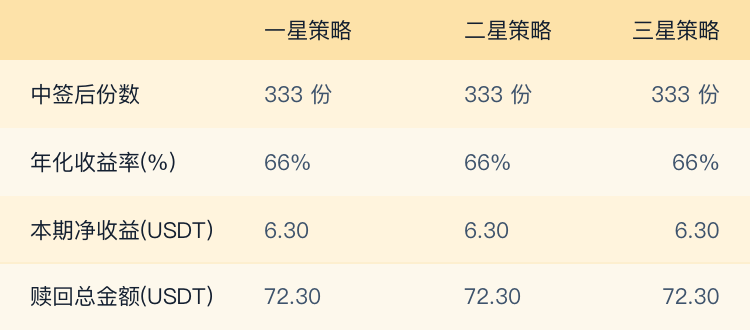 一星策略 二星策略 三星策略
中签后份数 333 份 333 份 333 份
年化收益率(%) 66% 66% 66%
本期净收益(USDT) 6.30 6.30 6.30
赎回总金额(USDT) 72.30 72.30 72.30